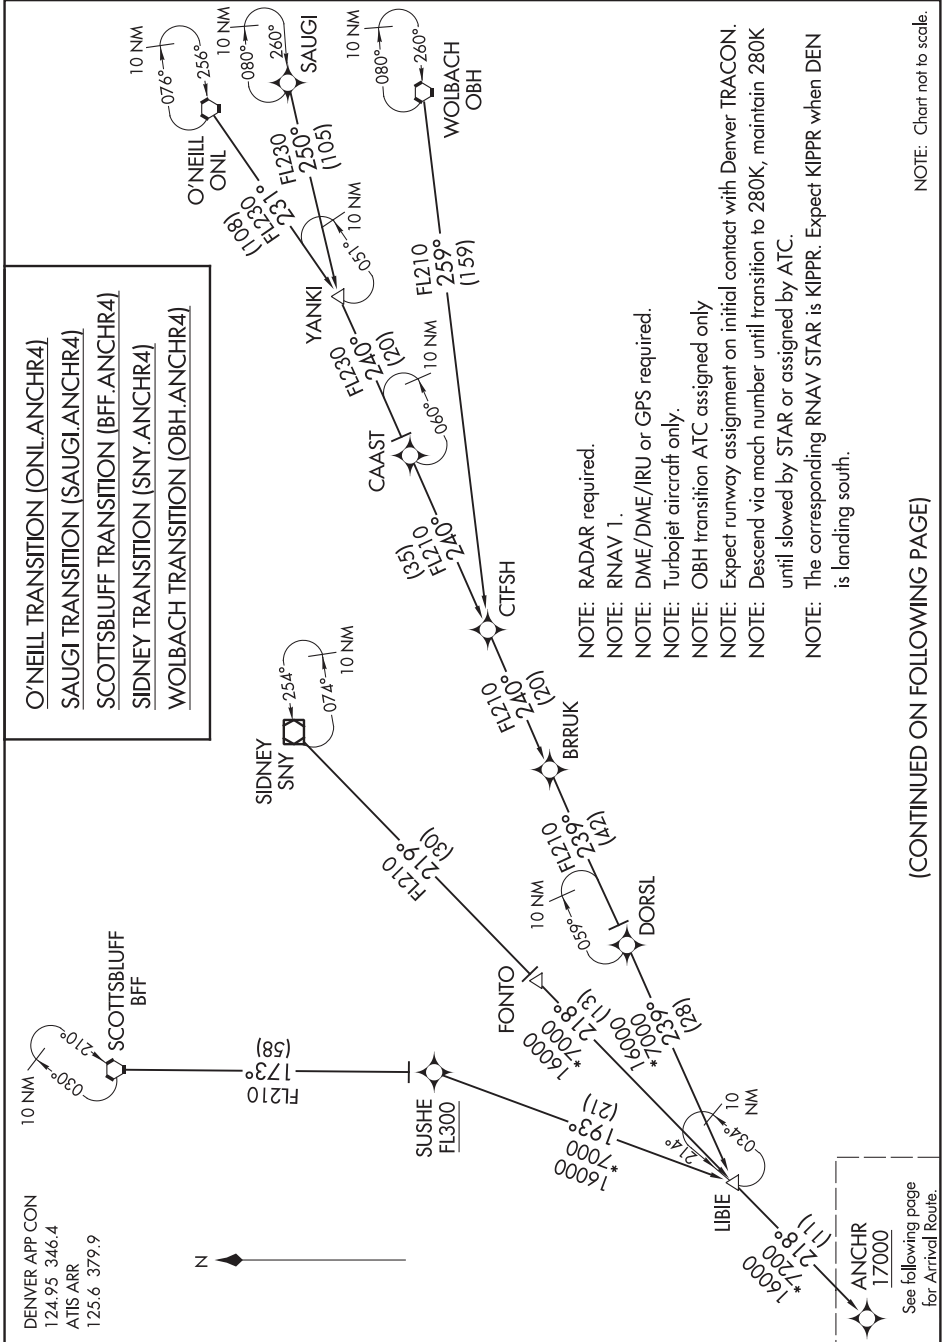 DENVER APP CON
124.95 346.4
ATIS ARR
125.6 379.9
O'NEILL TRANSITION (ONL.ANCHR4)
SAUGI TRANSITION (SAUGI.ANCHR4)
SCOTTSBLUFF TRANSITION (BFF.ANCHR4)
SIDNEY TRANSITION (SNY.ANCHR4)
WOLBACH TRANSITION (OBH.ANCHR4)
N
10 NM
030°
210°
SCOTTSBLUFF
BFF
FL210
173°
(58)
SUSHE
FL300
16000
*7000
193°
(21)
SIDNEY
SNY
254°
074°
10 NM
FL210
219°
(30)
FONTO
16000
*7000
218°
(13)
O'NEILL
ONL
10 NM
076°
256°
(108)
FL230
231°
SAUGI
10 NM
080°
260°
FL230
250°
(105)
WOLBACH
OBH
10 NM
080°
260°
FL210
259°
(159)
YANKI
051°
10 NM
FL230
240°
(20)
CAAST
060°
10 NM
(35)
FL210
240°
CTFSH
FL210
240°
(20)
BRRUK
FL210
239°
(42)
DORSL
10 NM
059°
16000
*7000
239°
(28)
LIBIE
214°
034°
10
NM
16000
*7200
218°
(11)
ANCHR
17000
See following page
for Arrival Route.
NOTE: RADAR required.
NOTE: RNAV 1.
NOTE: DME/DME/IRU or GPS required.
NOTE: Turbojet aircraft only.
NOTE: OBH transition ATC assigned only
NOTE: Expect runway assignment on initial contact with Denver TRACON.
NOTE: Descend via mach number until transition to 280K, maintain 280K
until slowed by STAR or assigned by ATC.
NOTE: The corresponding RNAV STAR is KIPPR. Expect KIPPR when DEN
is landing south.
(CONTINUED ON FOLLOWING PAGE)
NOTE: Chart not to scale.